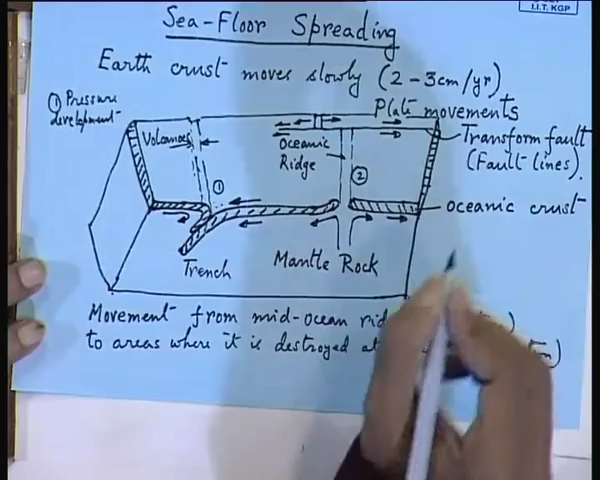 I.I.T. KGP
Sea-Floor Spreading
Earth crust moves slowly (2-3cm/yr)
① Pressure
development
Plate movements
Volcanoes
Oceanic
Ridge
Transform fault
(Fault lines).
①
②
oceanic crust
Trench
Mantle Rock
Movement from mid-ocean
to areas where it is destroyed